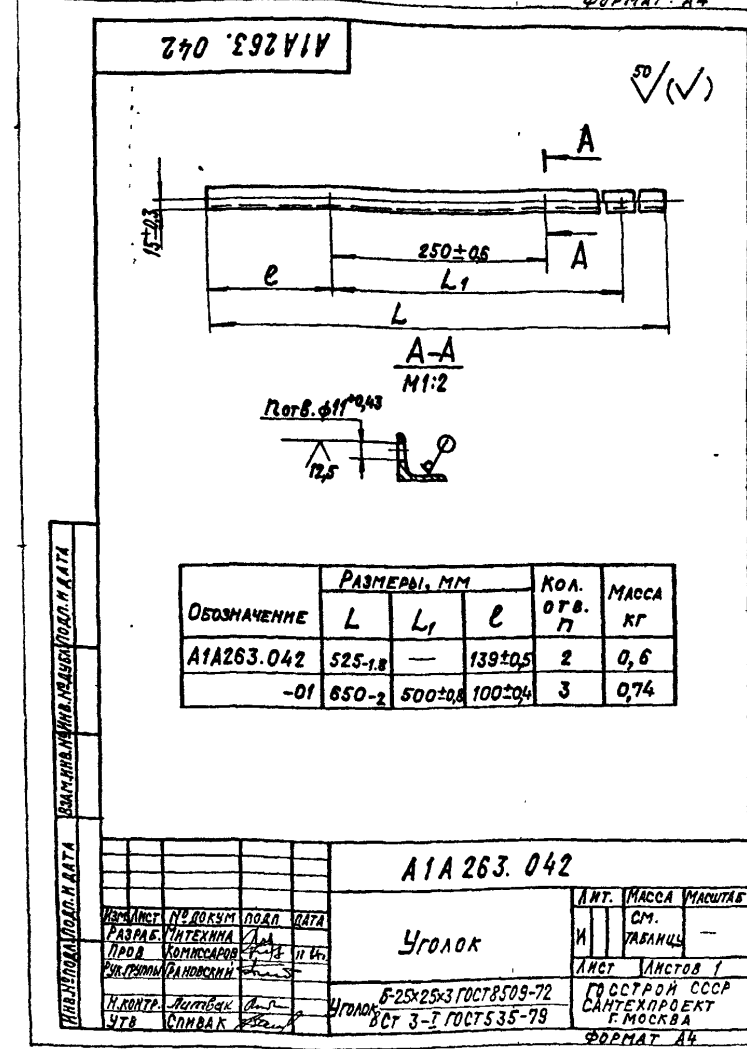 ФОРМАТ: А4
А1А263. 042
50 (√)
А
15±0,3
250±0,6
А
ℓ
L1
L
А-А
М1:2
n отв. ϕ11+0,43
12,5
РАЗМЕРЫ, ММ
ОБОЗНАЧЕНИЕ
L
L1
ℓ
КОЛ.
ОТВ.
n
МАССА
КГ
А1А263.042 525-1.8 — 139±0,5 2 0,6
-01 650-2 500±0,8 100±0,4 3 0,74
ПОДП. И ДАТА
ИНВ.№ДУБЛ.
ВЗАМ.ИНВ.№
ПОДП. И ДАТА
ИНВ.№ПОДЛ.
А1А263. 042
ИЗМ ЛИСТ № ДОКУМ ПОДП ДАТА
РАЗРАБ. МИТЕХИНА
ПРОВ КОМИССАРОВ
РУК.ГРУППЫ РАНОВСКИЙ
Н.КОНТР. Литвак
УТВ СПИВАК
УГОЛОК
ЛИТ. МАССА МАСШТАБ
И
СМ.
ТАБЛИЦУ
—
ЛИСТ ЛИСТОВ 1
УГОЛОК
Б-25×25×3 ГОСТ8509-72
ВСТ 3-I ГОСТ535-79
ГОССТРОЙ СССР
САНТЕХПРОЕКТ
Г. МОСКВА
ФОРМАТ А4